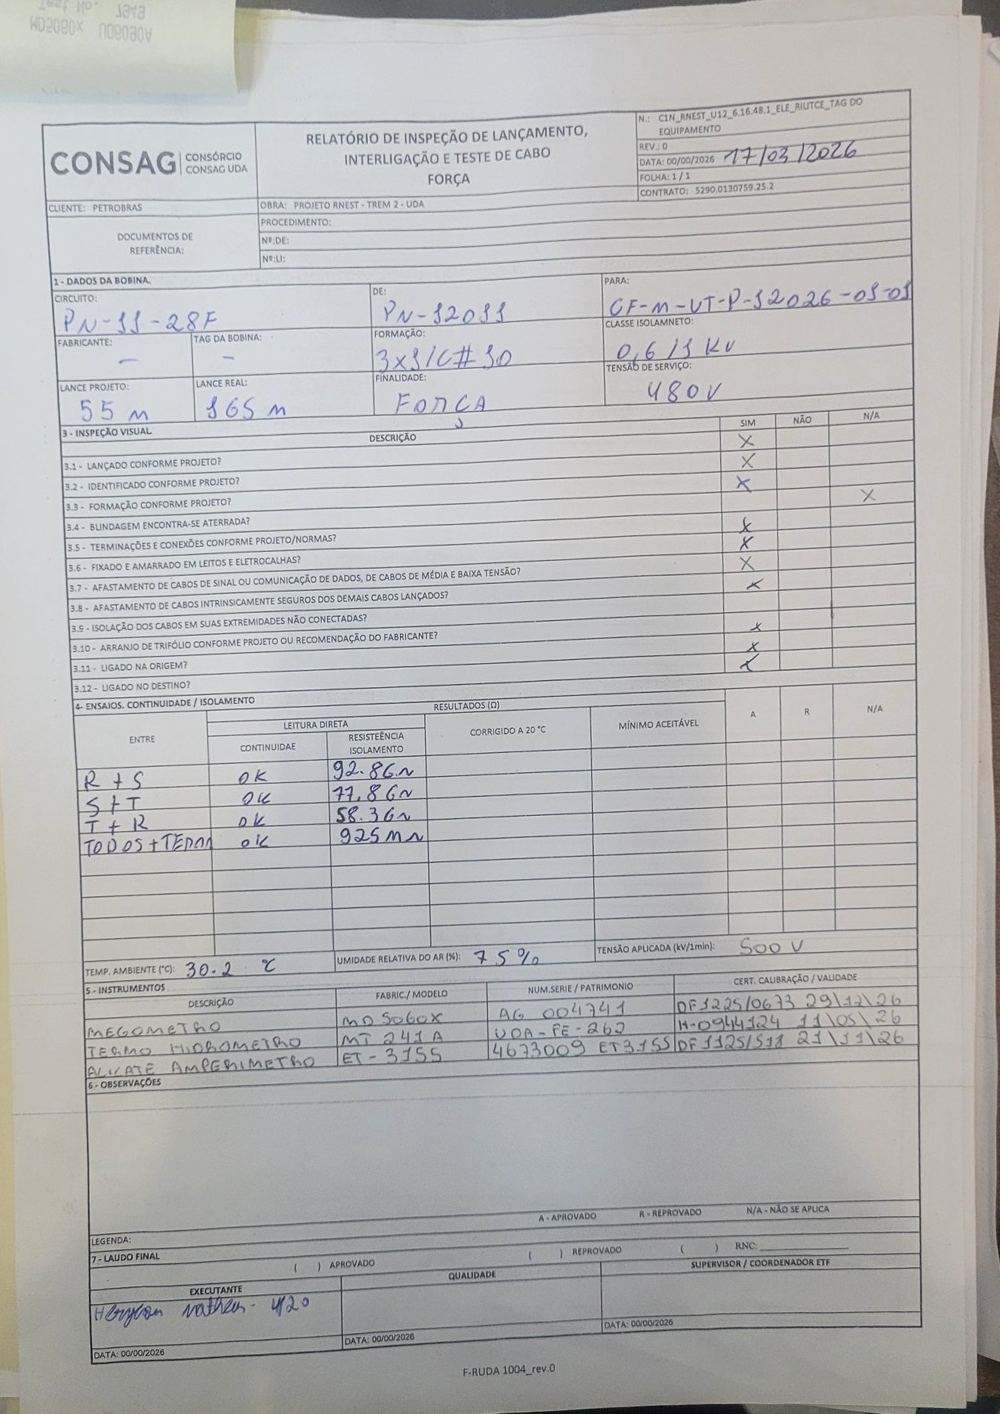 CONSAG CONSÓRCIO CONSAG UDA
RELATÓRIO DE INSPEÇÃO DE LANÇAMENTO,
INTERLIGAÇÃO E TESTE DE CABO
FORÇA
N.: C1N_RNEST_U12_6.16.48.1_ELE_RIUTCE_TAG DO
EQUIPAMENTO
REV.: 0
DATA: 00/00/2026 17/03/2026
FOLHA: 1 / 1
CONTRATO: 5290.0130759.25.2
CLIENTE: PETROBRAS
OBRA: PROJETO RNEST - TREM 2 - UDA
DOCUMENTOS DE
REFERÊNCIA:
PROCEDIMENTO:
Nº:DE:
Nº:LI:
1 - DADOS DA BOBINA.
CIRCUITO: DE: PARA:
PN-11-28F PN-12011 CF-M-UT-P-12026-01-01
FABRICANTE: TAG DA BOBINA: FORMAÇÃO: CLASSE ISOLAMNETO:
- - 3x1/C#10 0,6/1 KV
LANCE PROJETO: LANCE REAL: FINALIDADE: TENSÃO DE SERVIÇO:
55 m 165 m FORÇA 480V
3 - INSPEÇÃO VISUAL
DESCRIÇÃO SIM NÃO N/A
3.1 - LANÇADO CONFORME PROJETO? X
3.2 - IDENTIFICADO CONFORME PROJETO? X
3.3 - FORMAÇÃO CONFORME PROJETO? X
3.4 - BLINDAGEM ENCONTRA-SE ATERRADA? X
3.5 - TERMINAÇÕES E CONEXÕES CONFORME PROJETO/NORMAS? X
3.6 - FIXADO E AMARRADO EM LEITOS E ELETROCALHAS? X
3.7 - AFASTAMENTO DE CABOS DE SINAL OU COMUNICAÇÃO DE DADOS, DE CABOS DE MÉDIA E BAIXA TENSÃO? X
3.8 - AFASTAMENTO DE CABOS INTRINSICAMENTE SEGUROS DOS DEMAIS CABOS LANÇADOS? X
3.9 - ISOLAÇÃO DOS CABOS EM SUAS EXTREMIDADES NÃO CONECTADAS?
3.10 - ARRANJO DE TRIFÓLIO CONFORME PROJETO OU RECOMENDAÇÃO DO FABRICANTE? X
3.11 - LIGADO NA ORIGEM? X
3.12 - LIGADO NO DESTINO? X
4- ENSAIOS. CONTINUIDADE / ISOLAMENTO
RESULTADOS (Ω)
ENTRE LEITURA DIRETA CORRIGIDO A 20 °C MÍNIMO ACEITÁVEL A R N/A
CONTINUIDAE RESISTEÊNCIA ISOLAMENTO
R + S OK 92.8GΩ
S + T OK 77,8GΩ
T + R OK 58.3GΩ
TODOS+TERRA OK 925MΩ
TEMP. AMBIENTE (°C): 30.2 °C UMIDADE RELATIVA DO AR (%): 75% TENSÃO APLICADA (kV/1min): 500 V
5 - INSTRUMENTOS
DESCRIÇÃO FABRIC./ MODELO NUM.SERIE / PATRIMONIO CERT. CALIBRAÇÃO / VALIDADE
MEGOMETRO MD5060X AG 004741 DF1225/0673 29/12/26
TERMO HIDROMETRO MT 241A UDA-FE-262 H-0944124 11/05/26
ALICATE AMPERIMETRO ET-3155 4673009 ET3155 DF1125/511 21/11/26
6 - OBSERVAÇÕES
LEGENDA: A - APROVADO R - REPROVADO N/A - NÃO SE APLICA
7 - LAUDO FINAL ( ) APROVADO ( ) REPROVADO ( ) RNC:
EXECUTANTE QUALIDADE SUPERVISOR / COORDENADOR ETF
DATA: 00/00/2026 DATA: 00/00/2026 DATA: 00/00/2026
F-RUDA 1004_rev.0